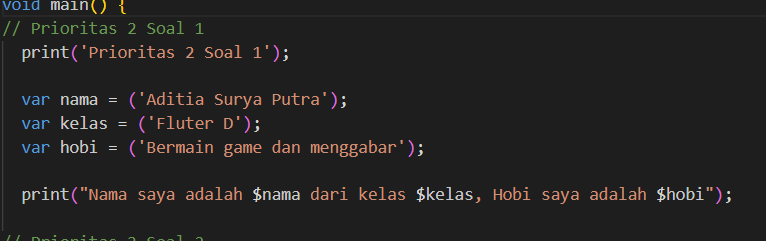 void main() {
// Prioritas 2 Soal 1
print('Prioritas 2 Soal 1');
var nama = ('Aditia Surya Putra');
var kelas = ('Fluter D');
var hobi = ('Bermain game dan menggabar');
print("Nama saya adalah $nama dari kelas $kelas, Hobi saya adalah $hobi");
// Prioritas 2 Soal 2